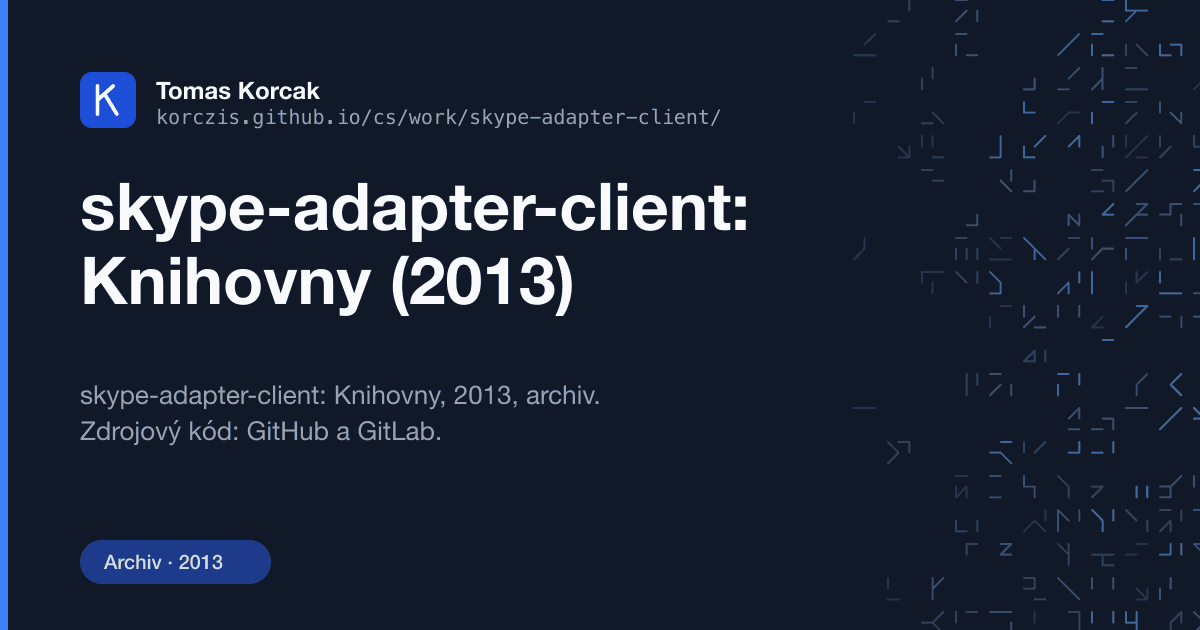 K
Tomas Korcak
korczis.github.io/cs/work/skype-adapter-client/
skype-adapter-client:
Knihovny (2013)
skype-adapter-client: Knihovny, 2013, archiv.
Zdrojový kód: GitHub a GitLab.
Archiv · 2013